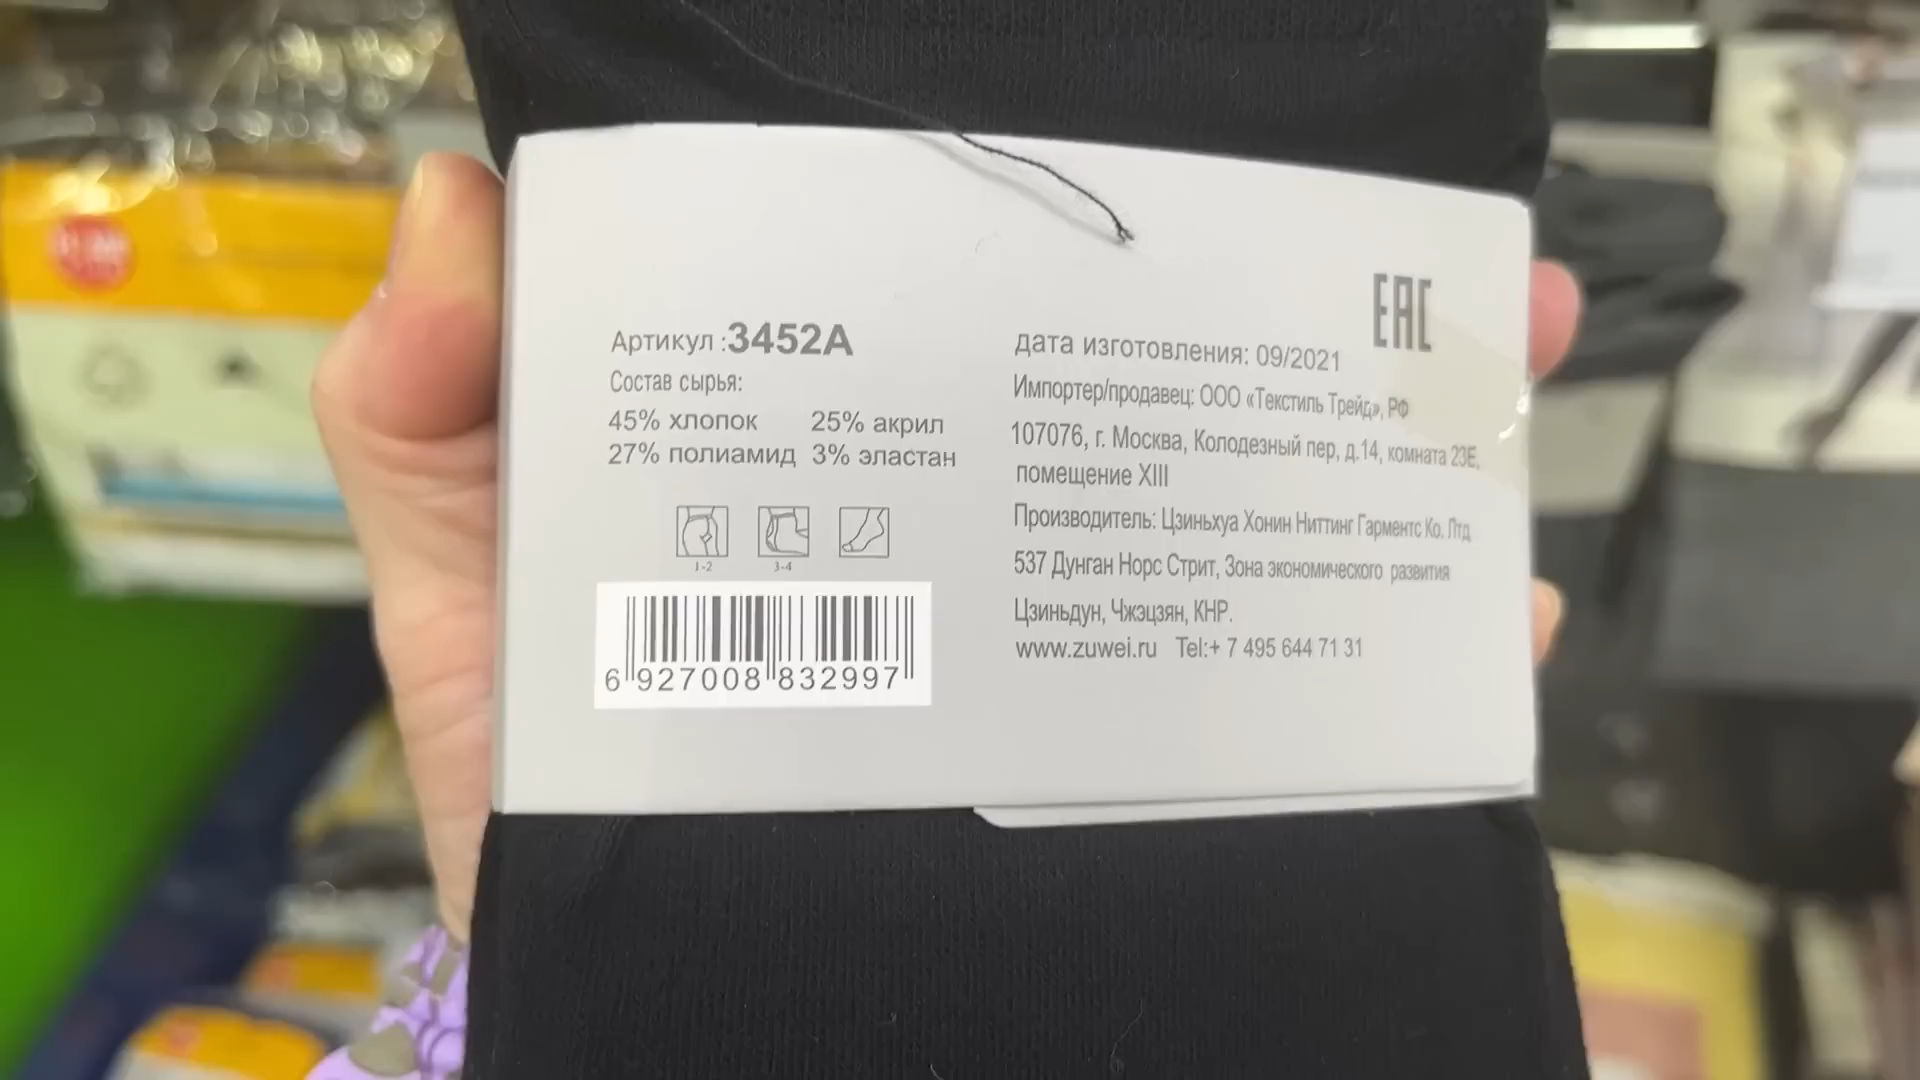 EAC
Артикул :3452A
Состав сырья:
45% хлопок 25% акрил
27% полиамид 3% эластан
1-2 3-4
6 927008 832997
дата изготовления: 09/2021
Импортер/продавец: ООО «Текстиль Трейд», РФ
107076, г. Москва, Колодезный пер, д.14, комната 23Е,
помещение XIII
Производитель: Цзиньхуа Хонин Ниттинг Гарментс Ко. Лтд
537 Дунган Норс Стрит, Зона экономического развития
Цзиньдун, Чжэцзян, КНР.
www.zuwei.ru Tel:+ 7 495 644 71 31